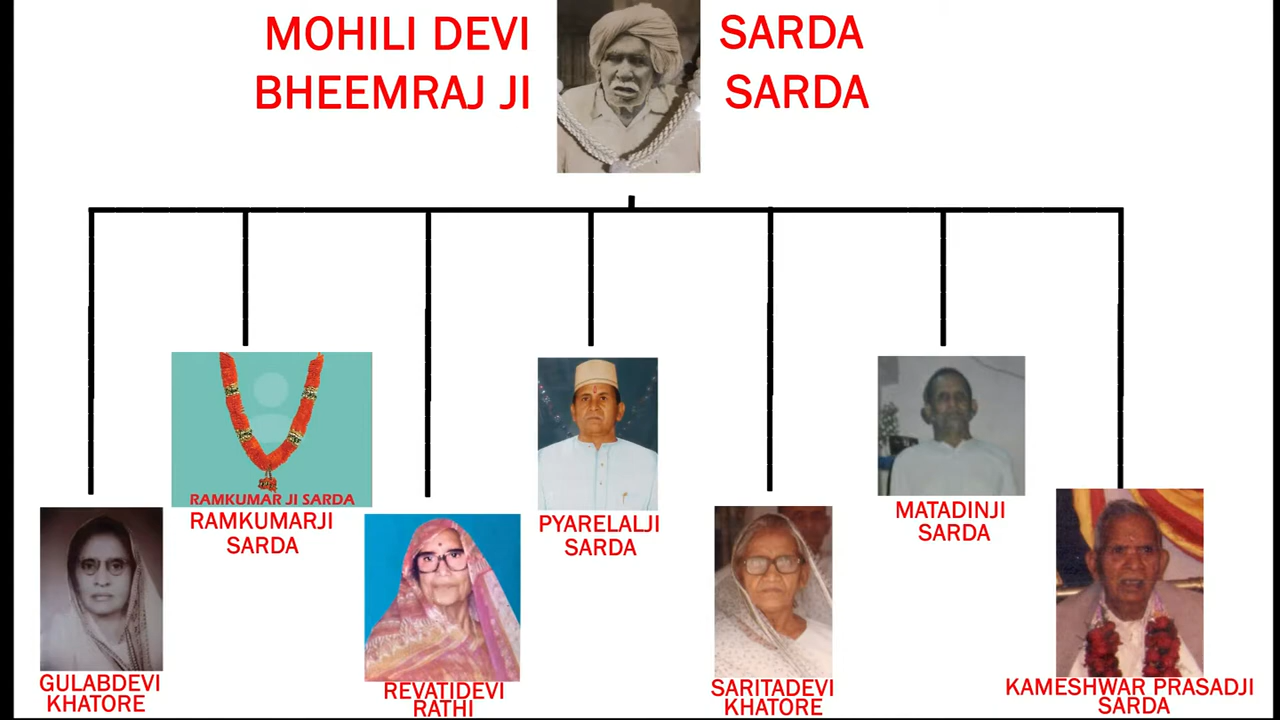 MOHILI DEVI SARDA
BHEEMRAJ JI SARDA
RAMKUMAR JI SARDA
RAMKUMARJI
SARDA
PYARELALJI
SARDA
MATADINJI
SARDA
GULABDEVI
KHATORE
REVATIDEVI
RATHI
SARITADEVI
KHATORE
KAMESHWAR PRASADJI
SARDA